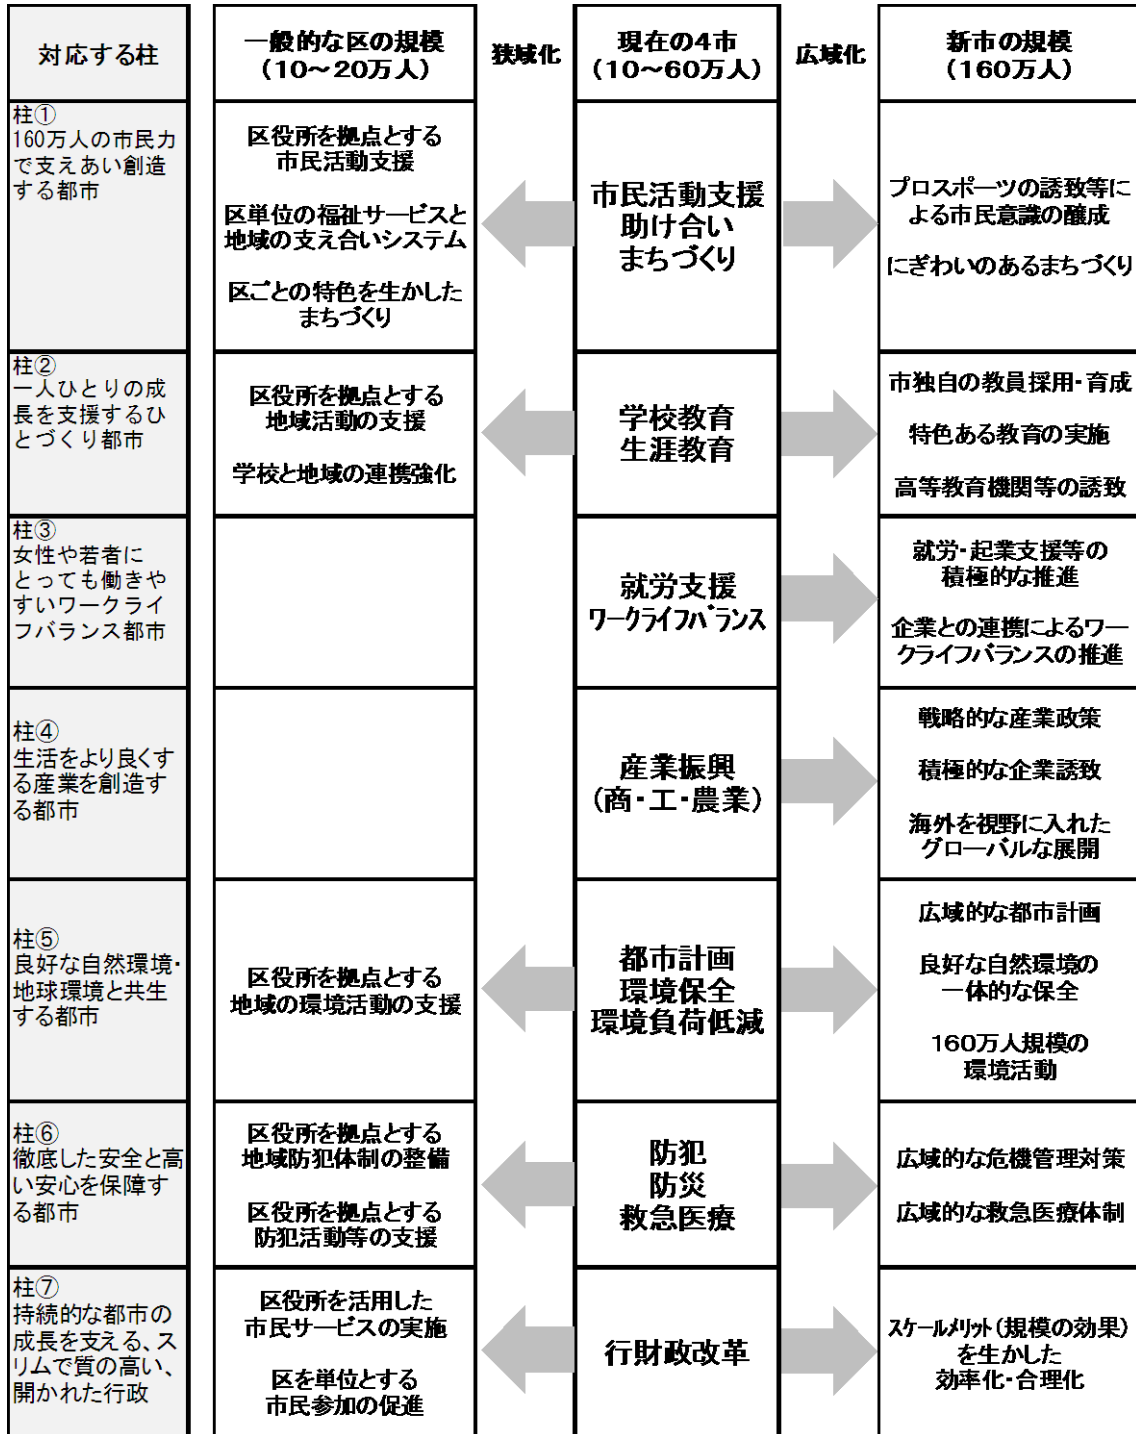 対応する柱
一般的な区の規模
（10～20万人）
狭域化
現在の4市
（10～60万人）
広域化
新市の規模
（160万人）
柱①
160万人の市民力
で支えあい創造
する都市
区役所を拠点とする
市民活動支援
区単位の福祉サービスと
地域の支え合いシステム
区ごとの特色を生かした
まちづくり
市民活動支援
助け合い
まちづくり
プロスポーツの誘致等に
よる市民意識の醸成
にぎわいのあるまちづくり
柱②
一人ひとりの成
長を支援するひ
とづくり都市
区役所を拠点とする
地域活動の支援
学校と地域の連携強化
学校教育
生涯教育
市独自の教員採用・育成
特色ある教育の実施
高等教育機関等の誘致
柱③
女性や若者に
とっても働きや
すいワークライ
フバランス都市
就労支援
ワークライフバランス
就労・起業支援等の
積極的な推進
企業との連携によるワー
クライフバランスの推進
柱④
生活をより良くす
る産業を創造す
る都市
産業振興
（商・工・農業）
戦略的な産業政策
積極的な企業誘致
海外を視野に入れた
グローバルな展開
柱⑤
良好な自然環境・
地球環境と共生
する都市
区役所を拠点とする
地域の環境活動の支援
都市計画
環境保全
環境負荷低減
広域的な都市計画
良好な自然環境の
一体的な保全
160万人規模の
環境活動
柱⑥
徹底した安全と高
い安心を保障す
る都市
区役所を拠点とする
地域防犯体制の整備
区役所を拠点とする
防犯活動等の支援
防犯
防災
救急医療
広域的な危機管理対策
広域的な救急医療体制
柱⑦
持続的な都市の
成長を支える、ス
リムで質の高い、
開かれた行政
区役所を活用した
市民サービスの実施
区を単位とする
市民参加の促進
行財政改革
スケールメリット（規模の効果）
を生かした
効率化・合理化